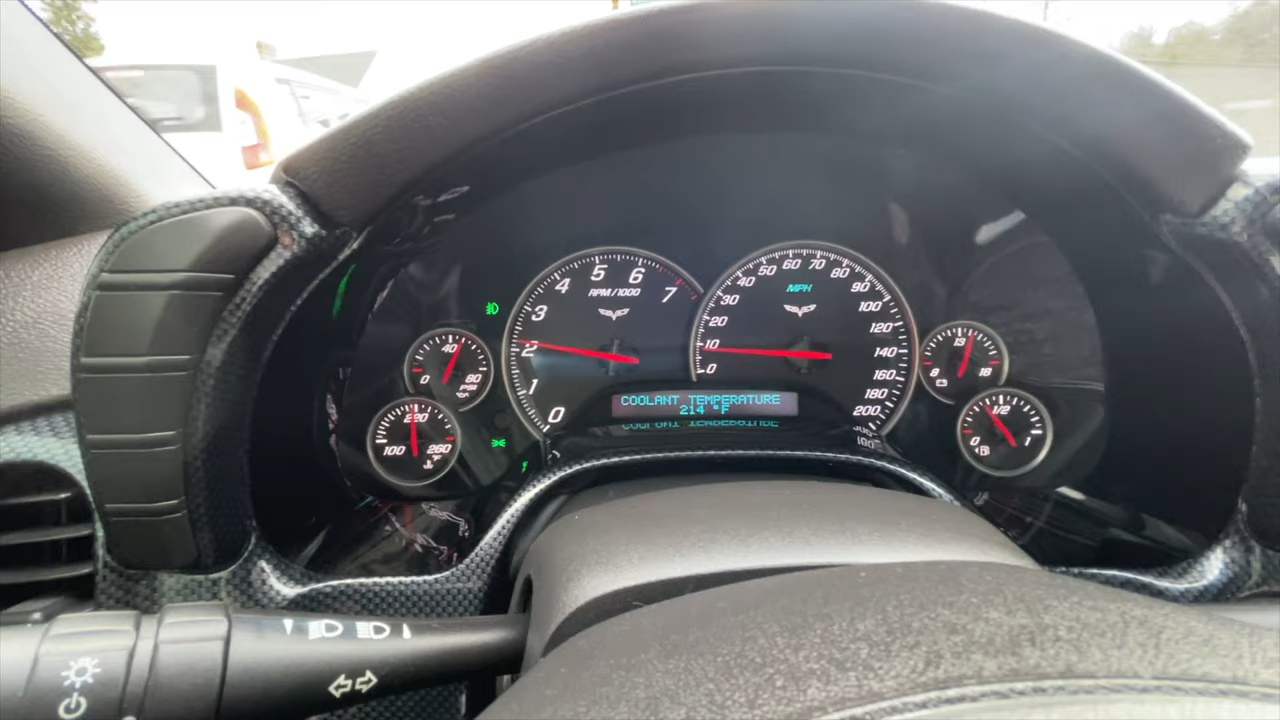 0 1 2 3 4 5 6 7
RPM/1000
0 10 20 30 40 50 60 70 80 90 100 120 140 160 180 200
MPH
0 40 80
PSI
100 220 260
°F
8 13 18
0 1/2 1
COOLANT TEMPERATURE
214 °F